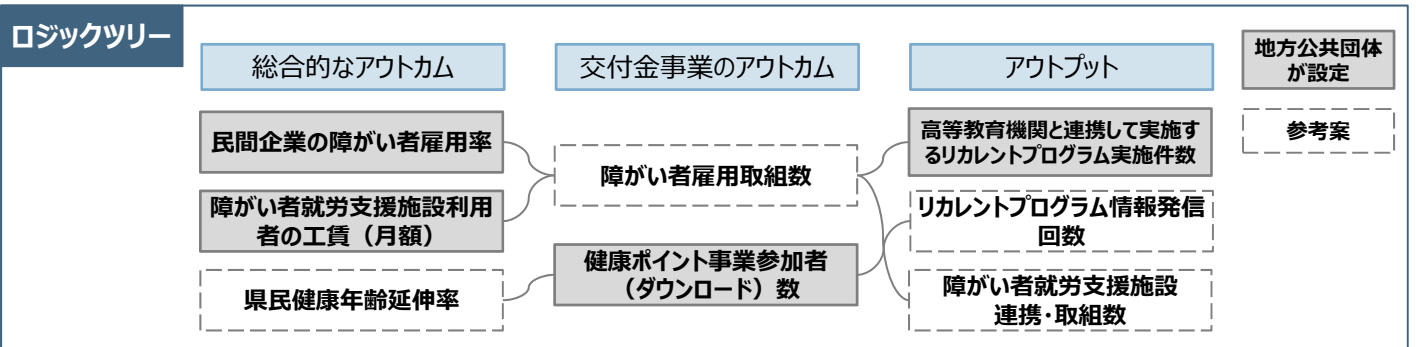 ロジックツリー
総合的なアウトカム
交付金事業のアウトカム
アウトプット
地方公共団体
が設定
参考案
民間企業の障がい者雇用率
障がい者就労支援施設利用
者の工賃（月額）
県民健康年齢延伸率
障がい者雇用取組数
健康ポイント事業参加者
（ダウンロード）数
高等教育機関と連携して実施す
るリカレントプログラム実施件数
リカレントプログラム情報発信
回数
障がい者就労支援施設
連携・取組数